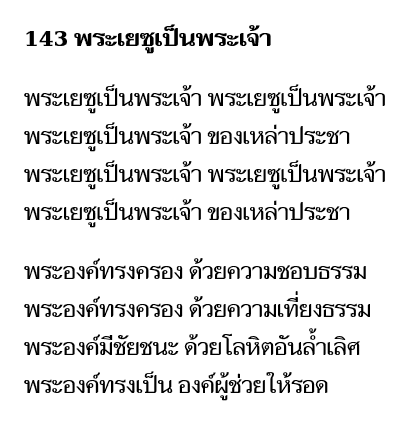 143 พระเยซูเป็นพระเจ้า
พระเยซูเป็นพระเจ้า พระเยซูเป็นพระเจ้า
พระเยซูเป็นพระเจ้า ของเหล่าประชา
พระเยซูเป็นพระเจ้า พระเยซูเป็นพระเจ้า
พระเยซูเป็นพระเจ้า ของเหล่าประชา
พระองค์ทรงครอง ด้วยความชอบธรรม
พระองค์ทรงครอง ด้วยความเที่ยงธรรม
พระองค์มีชัยชนะ ด้วยโลหิตอันล้ำเลิศ
พระองค์ทรงเป็น องค์ผู้ช่วยให้รอด